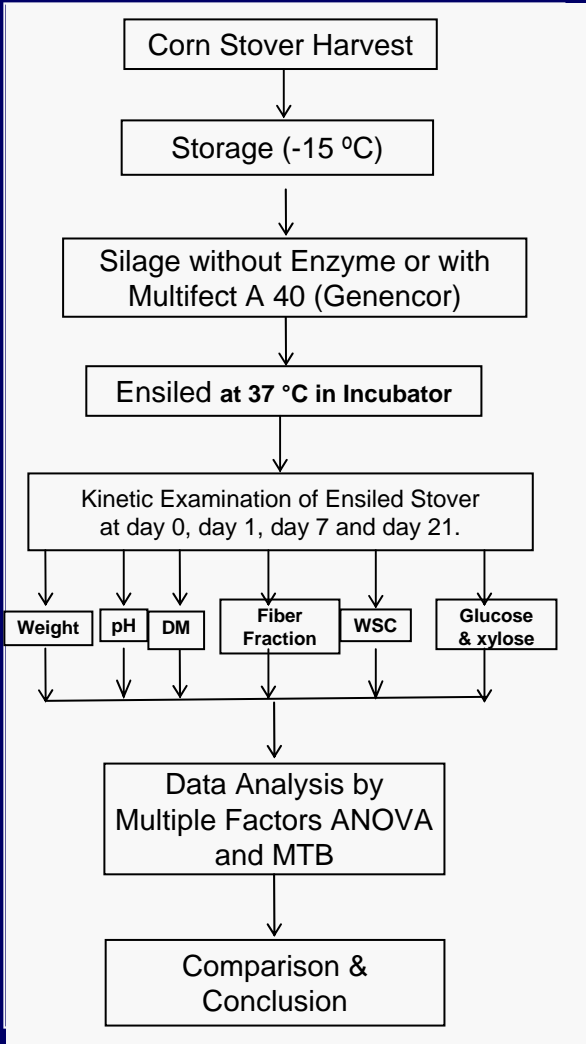 Corn Stover Harvest
Storage (-15 ºC)
Silage without Enzyme or with
Multifect A 40 (Genencor)
Ensiled at 37 °C in Incubator
Kinetic Examination of Ensiled Stover
at day 0, day 1, day 7 and day 21.
Weight
pH
DM
Fiber
Fraction
WSC
Glucose
& xylose
Data Analysis by
Multiple Factors ANOVA
and MTB
Comparison &
Conclusion